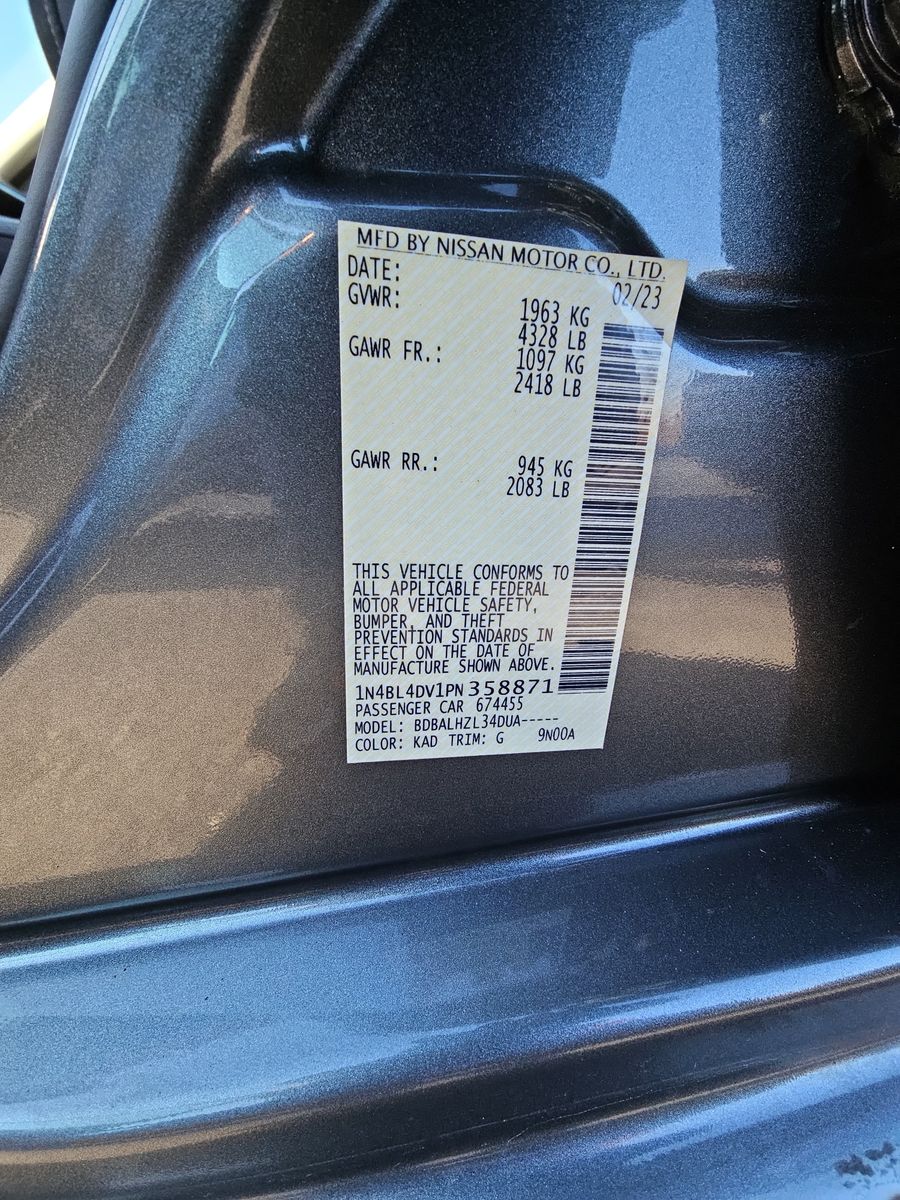 MFD BY NISSAN MOTOR CO., LTD.
DATE: 02/23
GVWR: 1963 KG
4328 LB
GAWR FR.: 1097 KG
2418 LB
GAWR RR.: 945 KG
2083 LB
THIS VEHICLE CONFORMS TO
ALL APPLICABLE FEDERAL
MOTOR VEHICLE SAFETY,
BUMPER, AND THEFT
PREVENTION STANDARDS IN
EFFECT ON THE DATE OF
MANUFACTURE SHOWN ABOVE.
1N4BL4DV1PN358871
PASSENGER CAR 674455
MODEL: BDBALHZL34DUA-----
COLOR: KAD TRIM: G 9N00A